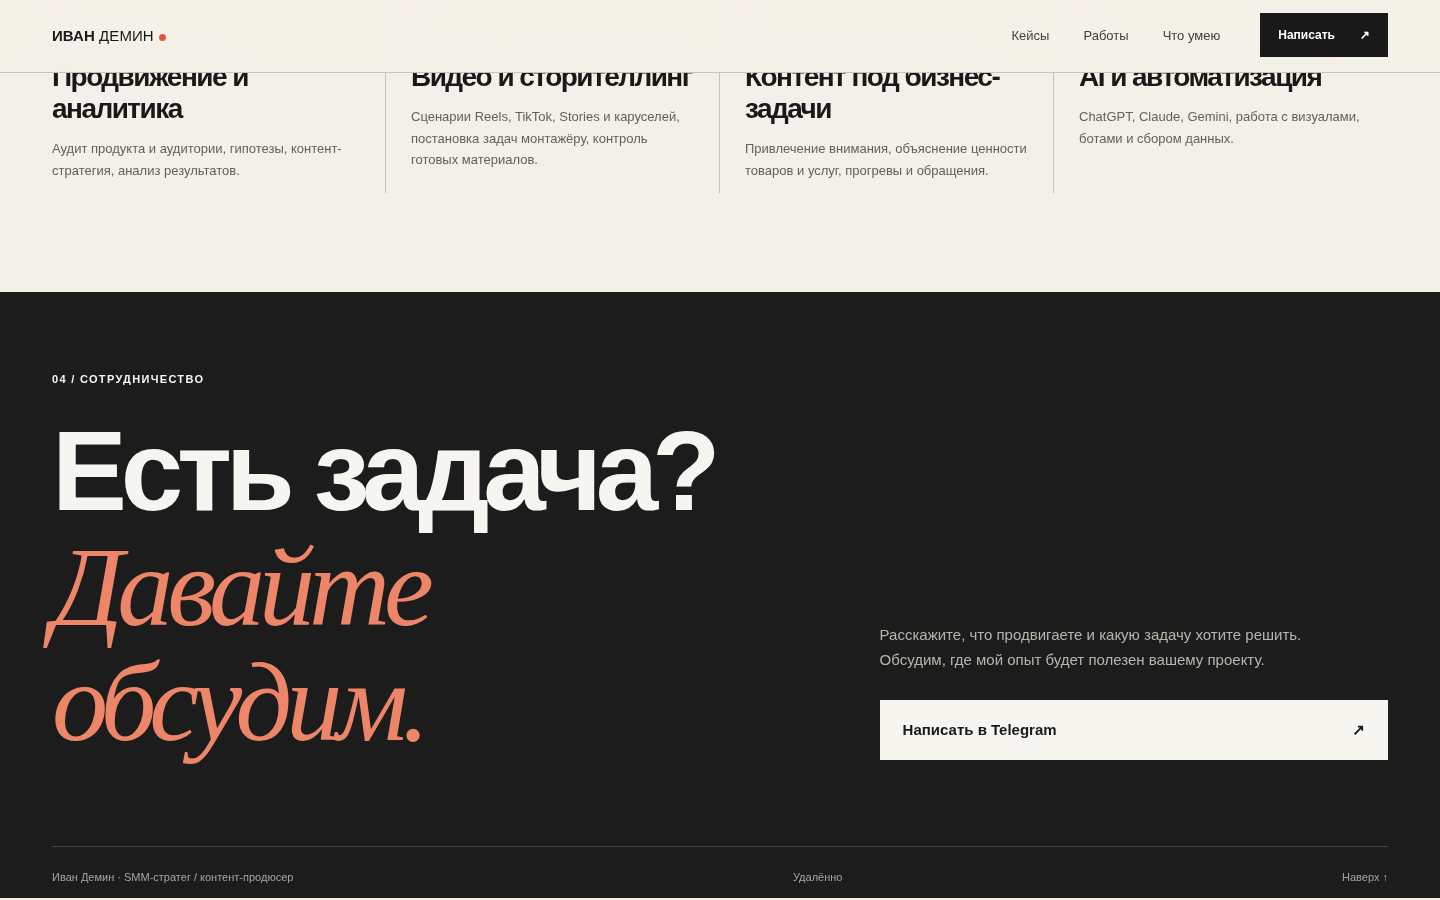 ИВАН ДЕМИН
Кейсы
Работы
Что умею
Написать ↗
Продвижение и
аналитика
Аудит продукта и аудитории, гипотезы, контент-
стратегия, анализ результатов.
Видео и сторителлинг
Сценарии Reels, TikTok, Stories и каруселей,
постановка задач монтажёру, контроль
готовых материалов.
Контент под бизнес-
задачи
Привлечение внимания, объяснение ценности
товаров и услуг, прогревы и обращения.
AI и автоматизация
ChatGPT, Claude, Gemini, работа с визуалами,
ботами и сбором данных.
04 / СОТРУДНИЧЕСТВО
Есть задача?
Давайте
обсудим.
Расскажите, что продвигаете и какую задачу хотите решить.
Обсудим, где мой опыт будет полезен вашему проекту.
Написать в Telegram ↗
Иван Демин · SMM-стратег / контент-продюсер
Удалённо
Наверх ↑